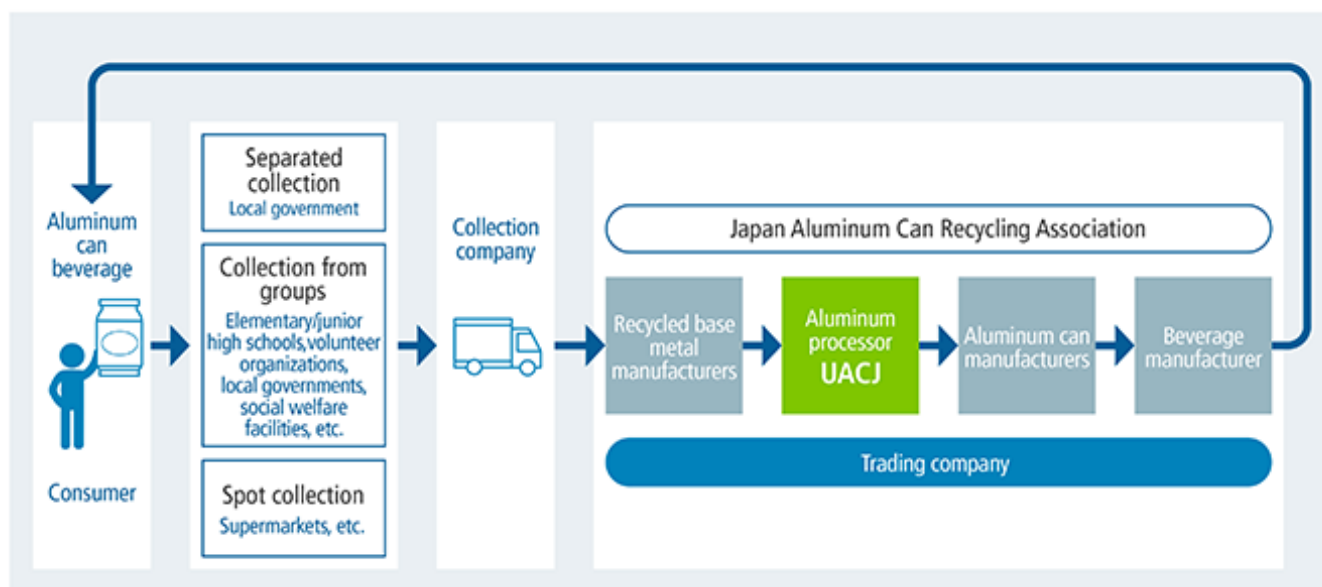 Aluminum
can
beverage
Consumer
Separated
collection
Local government
Collection from
groups
Elementary/junior
high schools,volunteer
organizations,
local governments,
social welfare
facilities, etc.
Spot collection
Supermarkets, etc.
Collection
company
Japan Aluminum Can Recycling Association
Recycled base
metal
manufacturers
Aluminum
processor
UACJ
Aluminum can
manufacturers
Beverage
manufacturer
Trading company